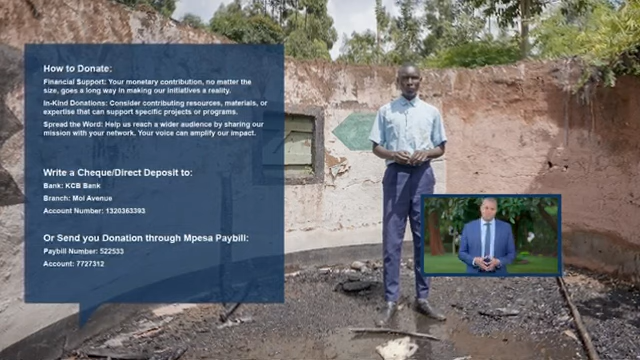 How to Donate:
Financial Support: Your monetary contribution, no matter the
size, goes a long way in making our initiatives a reality.
In-Kind Donations: Consider contributing resources, materials, or
expertise that can support specific projects or programs.
Spread the Word: Help us reach a wider audience by sharing our
mission with your network. Your voice can amplify our impact.
Write a Cheque/Direct Deposit to:
Bank: KCB Bank
Branch: Moi Avenue
Account Number: 1320363393
Or Send you Donation through Mpesa Paybill:
Paybill Number: 522533
Account: 7727312